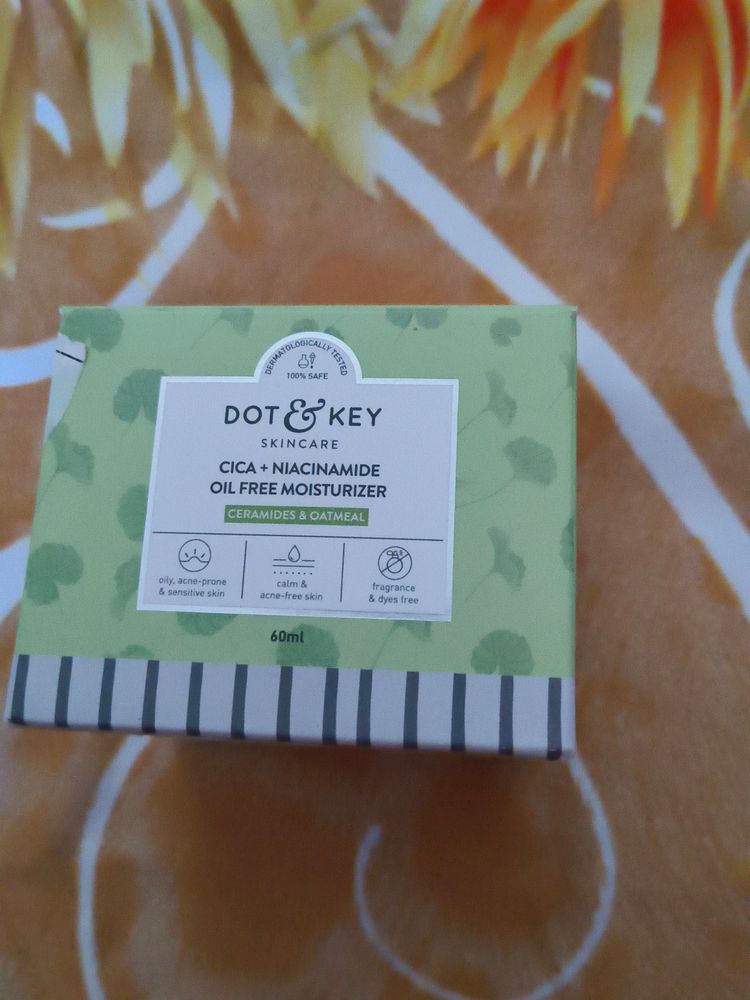 DERMATOLOGICALLY TESTED
100% SAFE
DOT & KEY
SKINCARE
CICA + NIACINAMIDE
OIL FREE MOISTURIZER
CERAMIDES & OATMEAL
oily, acne-prone
& sensitive skin
calm &
acne-free skin
fragrance
& dyes free
60ml